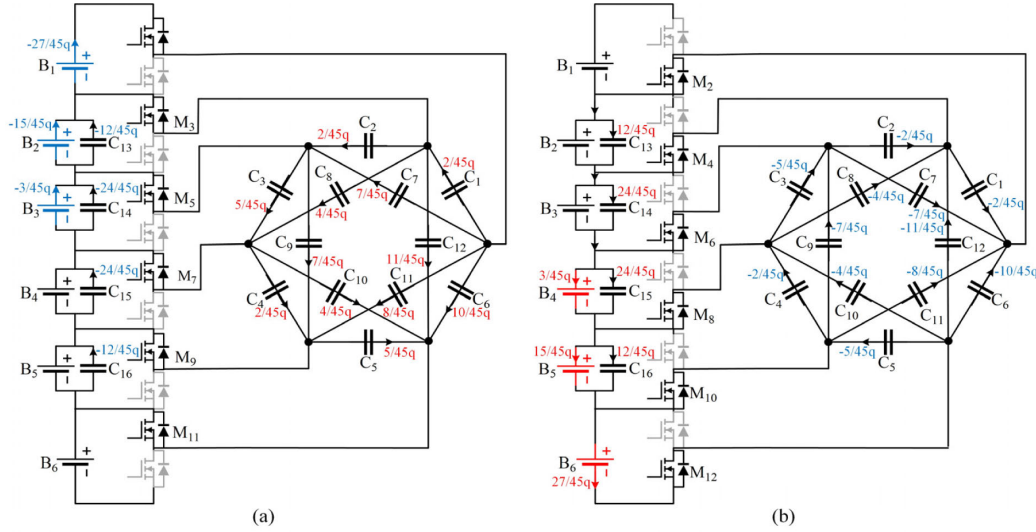 -27/45q
+
B1
-15/45q
-12/45q
M3
+
B2
C13
-3/45q
-24/45q
M5
+
B3
C14
-24/45q
M7
+
B4
C15
-12/45q
M9
+
B5
C16
M11
+
B6
C2
2/45q
C3
C8
C7
C1
2/45q
5/45q
4/45q
7/45q
C9
C12
7/45q
11/45q
C10
C11
C4
C6
2/45q
4/45q
8/45q
10/45q
C5
5/45q
(a)
+
B1
M2
12/45q
M4
+
B2
C13
24/45q
+
B3
C14
M6
3/45q
24/45q
+
B4
C15
M8
15/45q
12/45q
+
B5
C16
M10
+
B6
27/45q
M12
C2
-2/45q
-5/45q
C3
C8
C7
C1
-4/45q
-7/45q
-2/45q
-7/45q
-11/45q
C9
C12
-4/45q
-8/45q
-10/45q
-2/45q
C4
C10
C11
C6
-5/45q
C5
(b)